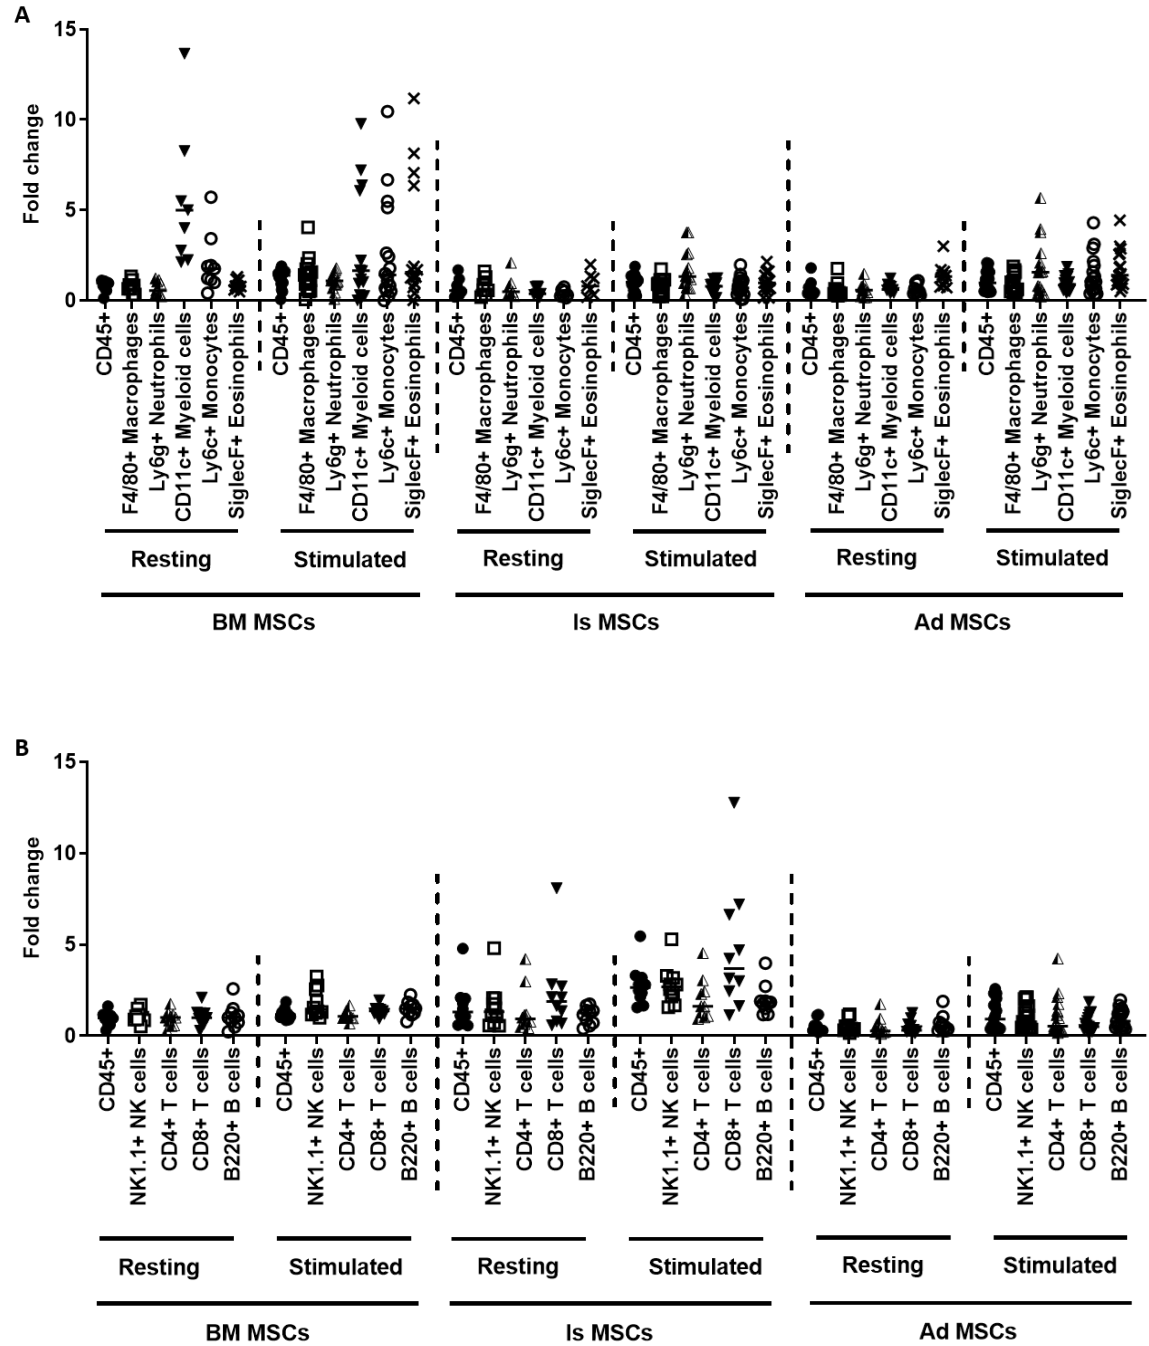 A
15
10
5
0
Fold change
CD45+
F4/80+ Macrophages
Ly6g+ Neutrophils
CD11c+ Myeloid cells
Ly6c+ Monocytes
SiglecF+ Eosinophils
CD45+
F4/80+ Macrophages
Ly6g+ Neutrophils
CD11c+ Myeloid cells
Ly6c+ Monocytes
SiglecF+ Eosinophils
CD45+
F4/80+ Macrophages
Ly6g+ Neutrophils
CD11c+ Myeloid cells
Ly6c+ Monocytes
SiglecF+ Eosinophils
CD45+
F4/80+ Macrophages
Ly6g+ Neutrophils
CD11c+ Myeloid cells
Ly6c+ Monocytes
SiglecF+ Eosinophils
CD45+
F4/80+ Macrophages
Ly6g+ Neutrophils
CD11c+ Myeloid cells
Ly6c+ Monocytes
SiglecF+ Eosinophils
CD45+
F4/80+ Macrophages
Ly6g+ Neutrophils
CD11c+ Myeloid cells
Ly6c+ Monocytes
SiglecF+ Eosinophils
Resting
Stimulated
Resting
Stimulated
Resting
Stimulated
BM MSCs
Is MSCs
Ad MSCs
B
15
10
5
0
Fold change
CD45+
NK1.1+ NK cells
CD4+ T cells
CD8+ T cells
B220+ B cells
CD45+
NK1.1+ NK cells
CD4+ T cells
CD8+ T cells
B220+ B cells
CD45+
NK1.1+ NK cells
CD4+ T cells
CD8+ T cells
B220+ B cells
CD45+
NK1.1+ NK cells
CD4+ T cells
CD8+ T cells
B220+ B cells
CD45+
NK1.1+ NK cells
CD4+ T cells
CD8+ T cells
B220+ B cells
CD45+
NK1.1+ NK cells
CD4+ T cells
CD8+ T cells
B220+ B cells
Resting
Stimulated
Resting
Stimulated
Resting
Stimulated
BM MSCs
Is MSCs
Ad MSCs